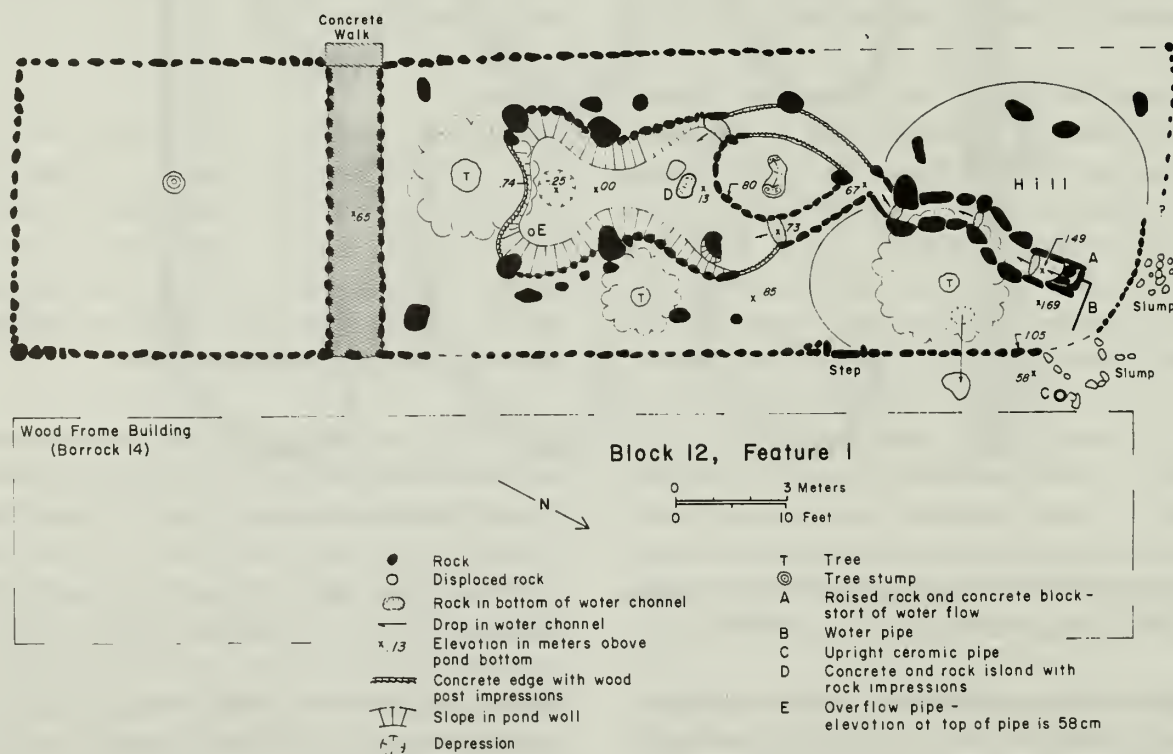 Concrete
Walk
T
.74
-.25
.00
D
.13
.80
.67
Hill
?
E
.65
.73
.149
A
T
.85
T
.169
B
Slump
.105
Step
.58
C
Slump
Wood Frame Building
(Barrack 14)
Block 12, Feature 1
0 3 Meters
0 10 Feet
N
Rock
Displaced rock
Rock in bottom of water channel
Drop in water channel
x.13 Elevation in meters above
pond bottom
Concrete edge with wood
post impressions
Slope in pond wall
Depression
T Tree
Tree stump
A Raised rock and concrete block –
start of water flow
B Water pipe
C Upright ceramic pipe
D Concrete and rock island with
rock impressions
E Overflow pipe –
elevation at top of pipe is 58cm